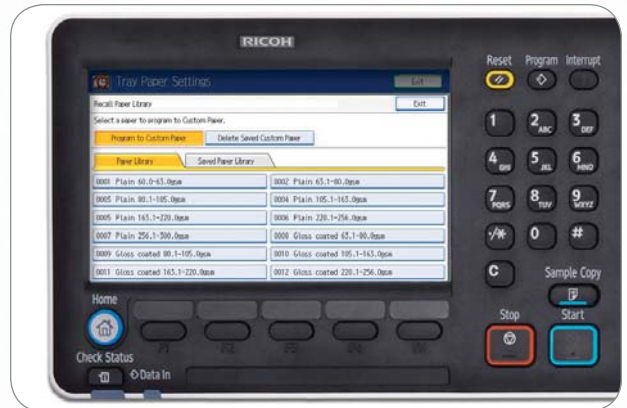 RICOH
Reset Program Interrupt
Tray Paper Settings
Exit
Recall Paper Library
Exit
Select a paper to program to Custom Paper.
Program to Custom Paper
Delete Saved Custom Paper
Paper Library
Saved Paper Library
0001 Plain 60.0-63.0gsm
0002 Plain 63.1-80.0gsm
0003 Plain 80.1-105.0gsm
0004 Plain 105.1-163.0gsm
0005 Plain 163.1-220.0gsm
0006 Plain 220.1-256.0gsm
0007 Plain 256.1-300.0gsm
0008 Gloss coated 63.1-80.0gsm
0009 Gloss coated 80.1-105.0gsm
0010 Gloss coated 105.1-163.0gsm
0011 Gloss coated 163.1-220.0gsm
0012 Gloss coated 220.1-256.0gsm
1 2 ABC 3 DEF
4 GHI 5 JKL 6 MNO
7 PQRS 8 TUV 9 WXYZ
./* 0 #
C
Sample Copy
Stop Start
Home
F1 F2 F3 F4
Check Status
Data In